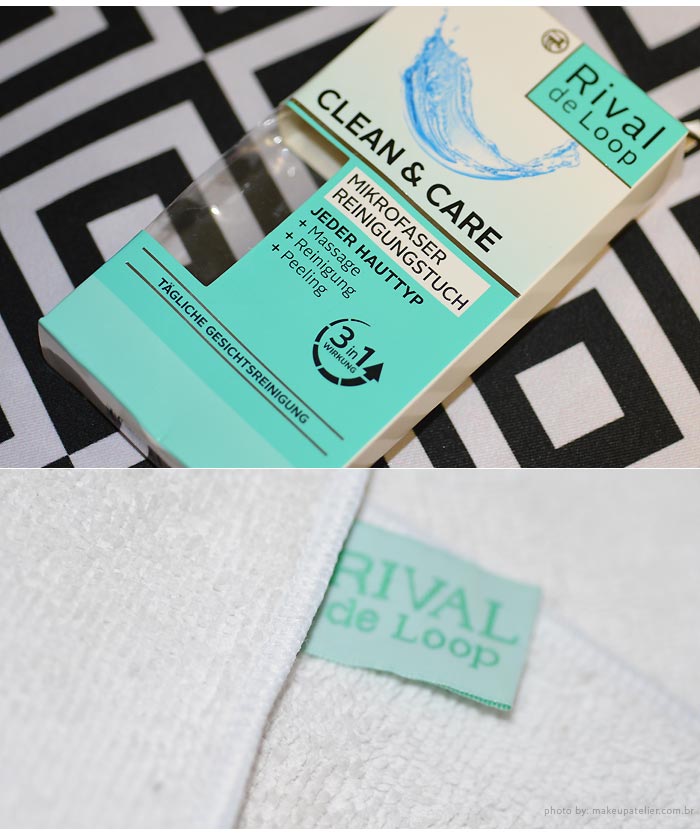 Rival
de Loop
CLEAN & CARE
MIKROFASER
REINIGUNGSTUCH
JEDER HAUTTYP
+ Massage
+ Reinigung
+ Peeling
3 in 1
WIRKUNG
TÄGLICHE GESICHTSREINIGUNG
RIVAL
de Loop
photo by: makeupatelier.com.br